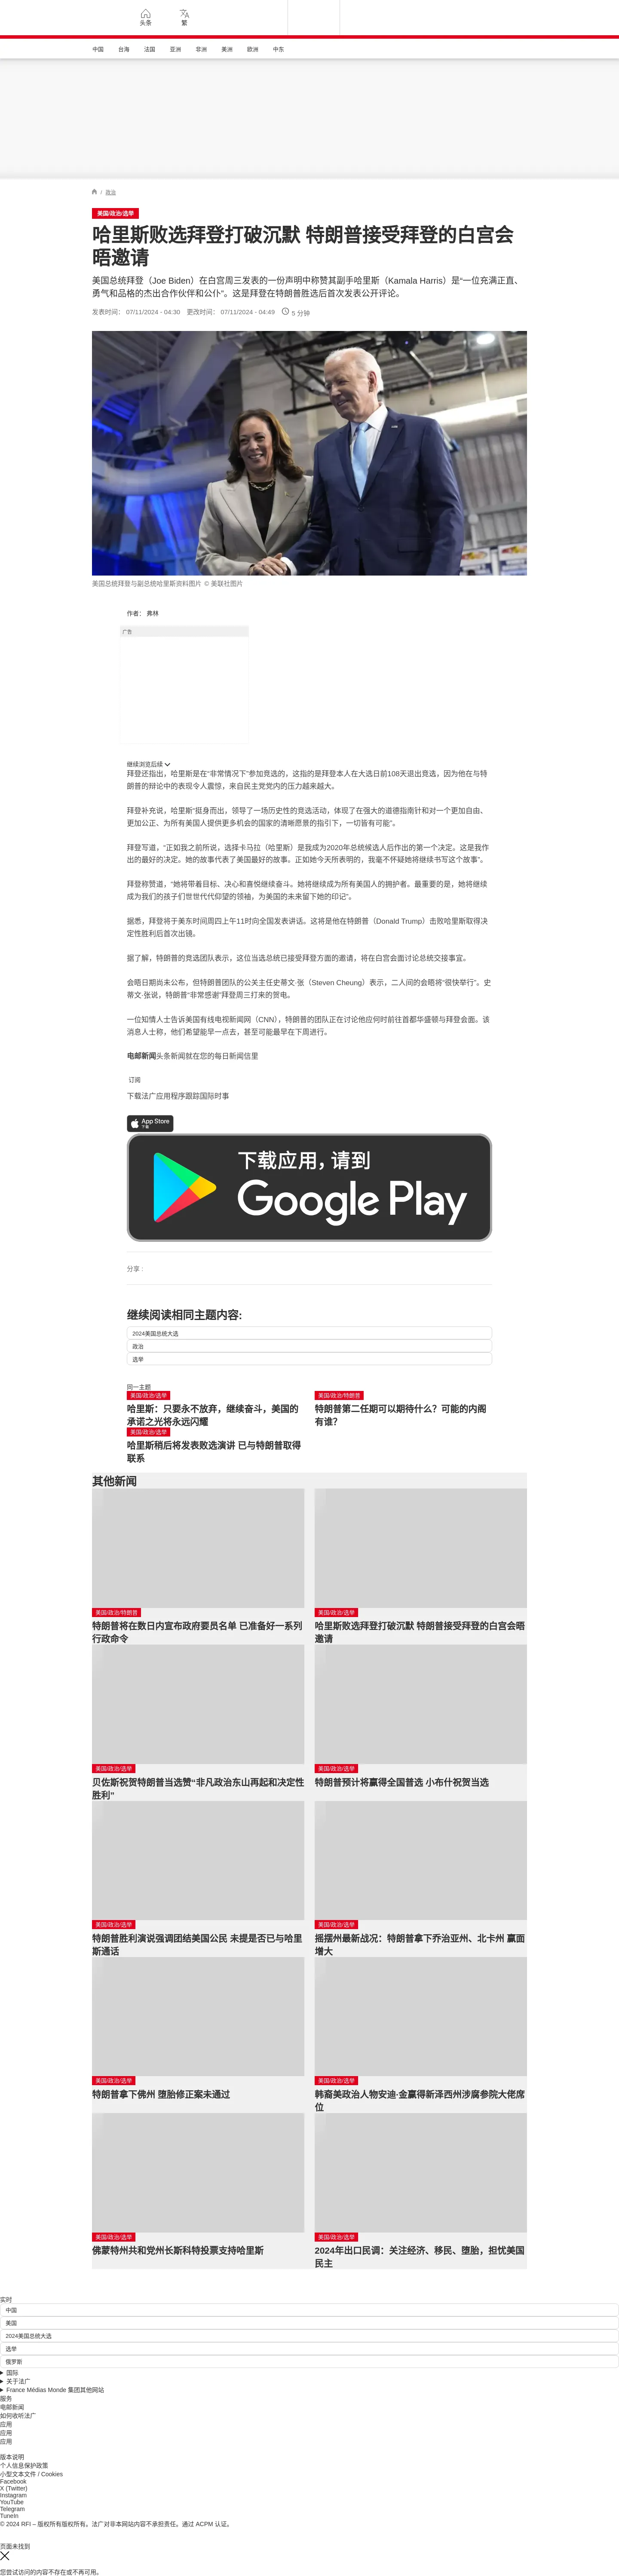 头条
繁
中国
台海
法国
亚洲
非洲
美洲
欧洲
中东
/
政治
美国/政治/选举
哈里斯败选拜登打破沉默 特朗普接受拜登的白宫会
晤邀请
美国总统拜登（Joe Biden）在白宫周三发表的一份声明中称赞其副手哈里斯（Kamala Harris）是“一位充满正直、
勇气和品格的杰出合作伙伴和公仆”。这是拜登在特朗普胜选后首次发表公开评论。
发表时间： 07/11/2024 - 04:30 更改时间： 07/11/2024 - 04:49 5 分钟
美国总统拜登与副总统哈里斯资料图片 © 美联社图片
作者： 弗林
广告
继续浏览后续
拜登还指出，哈里斯是在“非常情况下”参加竞选的，这指的是拜登本人在大选日前108天退出竞选，因为他在与特
朗普的辩论中的表现令人震惊，来自民主党党内的压力越来越大。
拜登补充说，哈里斯“挺身而出，领导了一场历史性的竞选活动，体现了在强大的道德指南针和对一个更加自由、
更加公正、为所有美国人提供更多机会的国家的清晰愿景的指引下，一切皆有可能”。
拜登写道，“正如我之前所说，选择卡马拉（哈里斯）是我成为2020年总统候选人后作出的第一个决定。这是我作
出的最好的决定。她的故事代表了美国最好的故事。正如她今天所表明的，我毫不怀疑她将继续书写这个故事”。
拜登称赞道，“她将带着目标、决心和喜悦继续奋斗。她将继续成为所有美国人的拥护者。最重要的是，她将继续
成为我们的孩子们世世代代仰望的领袖，为美国的未来留下她的印记”。
据悉，拜登将于美东时间周四上午11时向全国发表讲话。这将是他在特朗普（Donald Trump）击败哈里斯取得决
定性胜利后首次出镜。
据了解，特朗普的竞选团队表示，这位当选总统已接受拜登方面的邀请，将在白宫会面讨论总统交接事宜。
会晤日期尚未公布，但特朗普团队的公关主任史蒂文·张（Steven Cheung）表示，二人间的会晤将“很快举行”。史
蒂文·张说，特朗普“非常感谢”拜登周三打来的贺电。
一位知情人士告诉美国有线电视新闻网（CNN），特朗普的团队正在讨论他应何时前往首都华盛顿与拜登会面。该
消息人士称，他们希望能早一点去，甚至可能最早在下周进行。
电邮新闻头条新闻就在您的每日新闻信里
订阅
下载法广应用程序跟踪国际时事
App Store
下载
下载应用，请到
Google Play
分享 :
继续阅读相同主题内容:
2024美国总统大选
政治
选举
同一主题
美国/政治/选举
哈里斯：只要永不放弃，继续奋斗，美国的
承诺之光将永远闪耀
美国/政治/特朗普
特朗普第二任期可以期待什么？可能的内阁
有谁？
美国/政治/选举
哈里斯稍后将发表败选演讲 已与特朗普取得
联系
其他新闻
美国/政治/特朗普
特朗普将在数日内宣布政府要员名单 已准备好一系列
行政命令
美国/政治/选举
哈里斯败选拜登打破沉默 特朗普接受拜登的白宫会晤
邀请
美国/政治/选举
贝佐斯祝贺特朗普当选赞“非凡政治东山再起和决定性
胜利”
美国/政治/选举
特朗普预计将赢得全国普选 小布什祝贺当选
美国/政治/选举
特朗普胜利演说强调团结美国公民 未提是否已与哈里
斯通话
美国/政治/选举
摇摆州最新战况：特朗普拿下乔治亚州、北卡州 赢面
增大
美国/政治/选举
特朗普拿下佛州 堕胎修正案未通过
美国/政治/选举
韩裔美政治人物安迪·金赢得新泽西州涉腐参院大佬席
位
美国/政治/选举
佛蒙特州共和党州长斯科特投票支持哈里斯
美国/政治/选举
2024年出口民调：关注经济、移民、堕胎，担忧美国
民主
实时
中国
美国
2024美国总统大选
选举
俄罗斯
国际
关于法广
France Médias Monde 集团其他网站
服务
电邮新闻
如何收听法广
应用
应用
应用
版本说明
个人信息保护政策
小型文本文件 / Cookies
Facebook
X (Twitter)
Instagram
YouTube
Telegram
TuneIn
© 2024 RFI – 版权所有版权所有。法广对非本网站内容不承担责任。通过 ACPM 认证。
页面未找到
您尝试访问的内容不存在或不再可用。